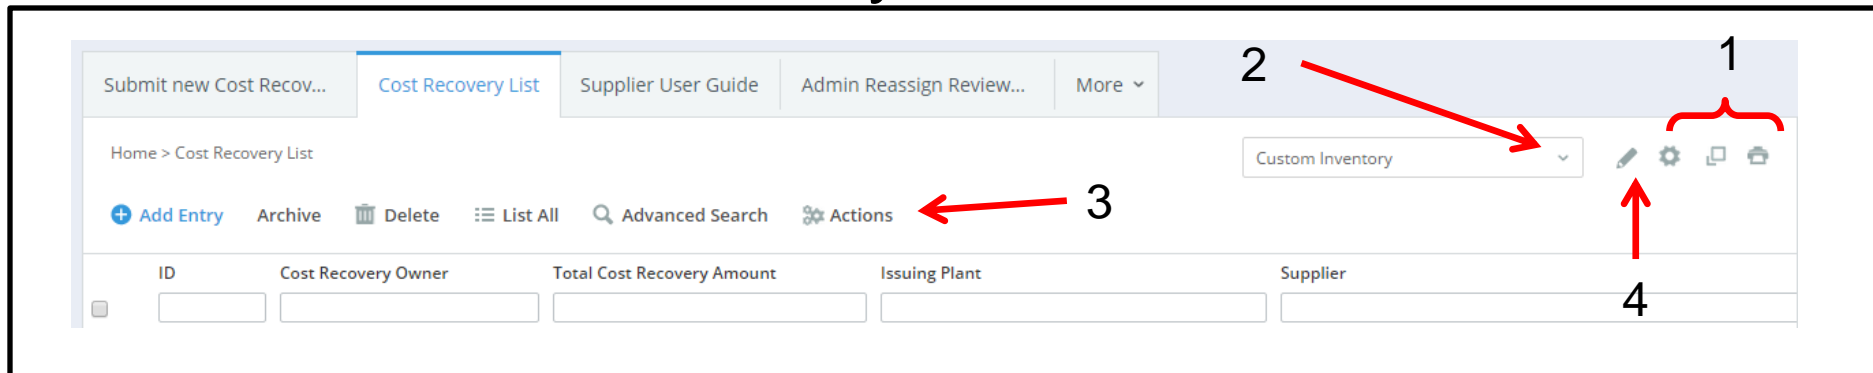 2
1
Submit new Cost Recov... Cost Recovery List Supplier User Guide Admin Reassign Review... More
Home > Cost Recovery List
Custom Inventory
3
Add Entry Archive Delete List All Advanced Search Actions
ID Cost Recovery Owner Total Cost Recovery Amount Issuing Plant Supplier
4